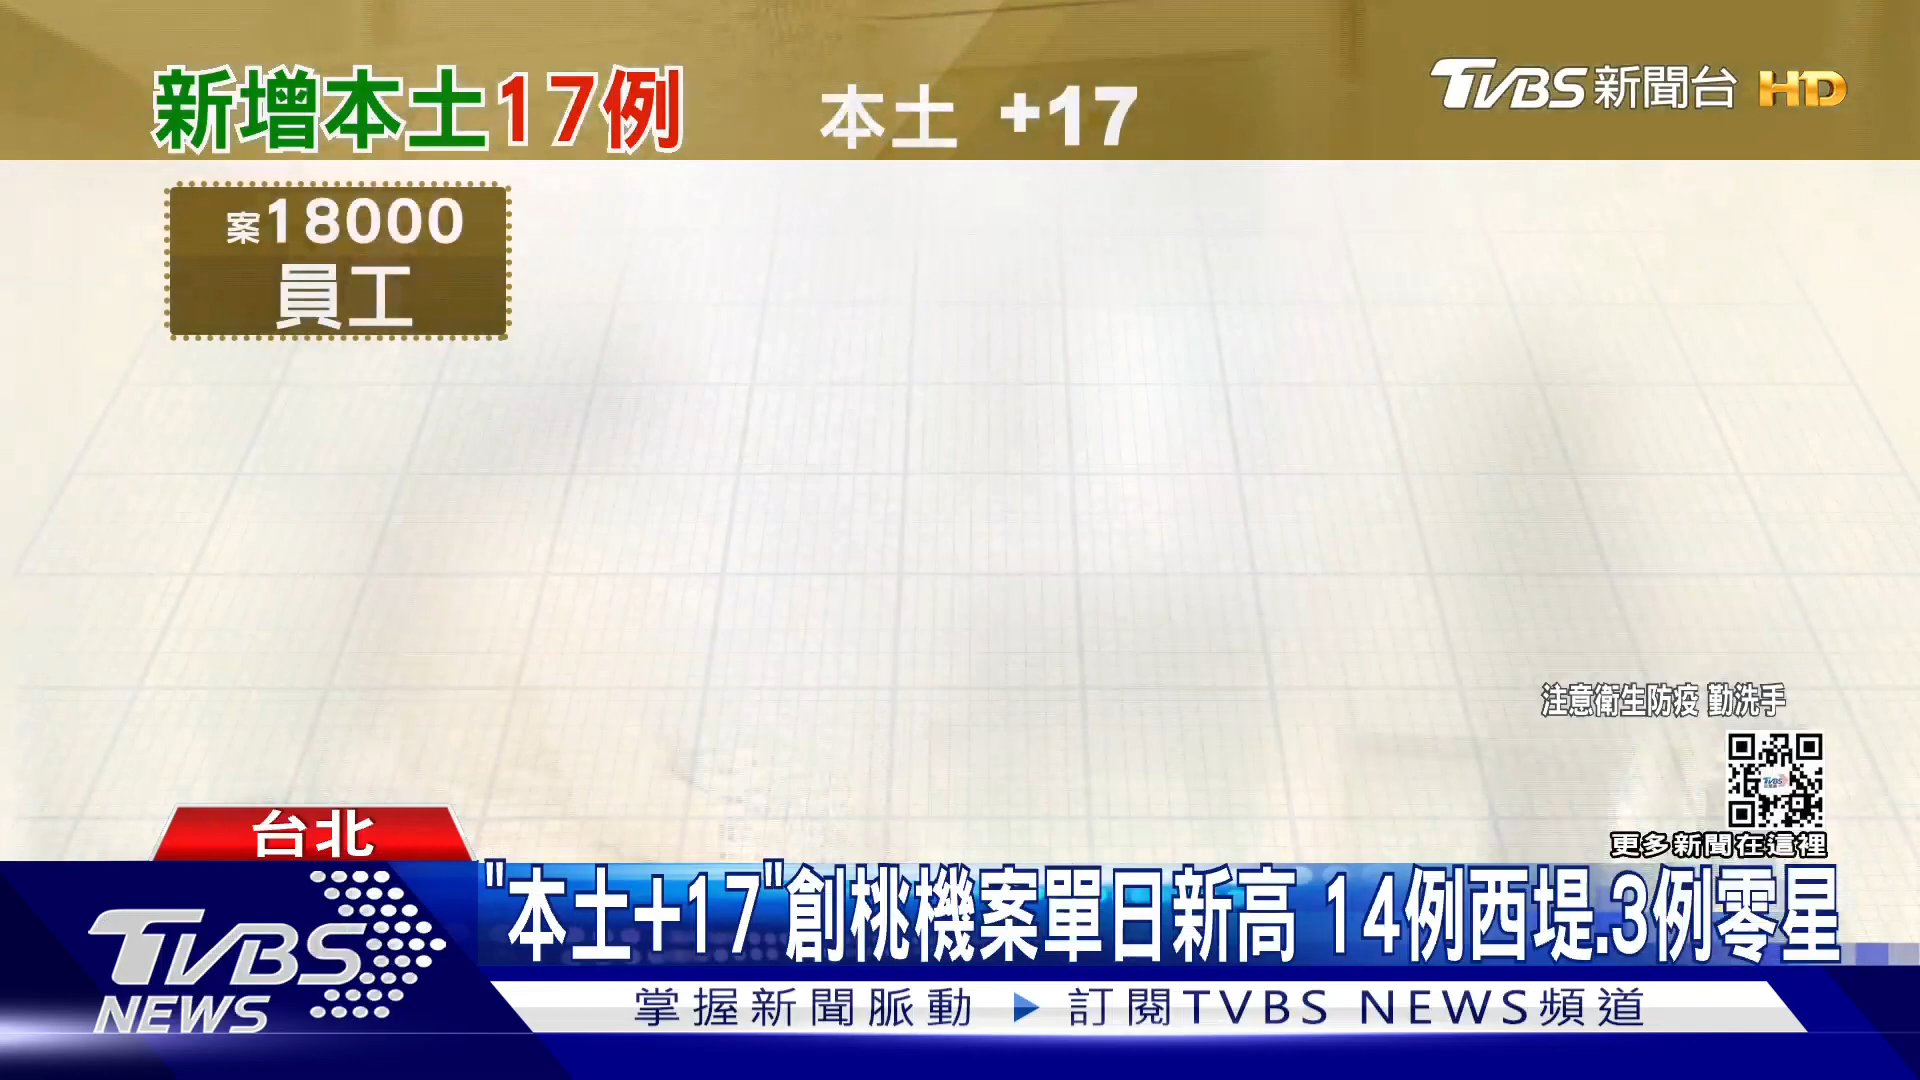 新增本土17例
本土 +17
TVBS新聞台 HD
案18000
員工
注意衛生防疫 勤洗手
更多新聞在這裡
台北
"本土+17"創桃機案單日新高 14例西堤.3例零星
TVBS
NEWS
掌握新聞脈動 ▶ 訂閱TVBS NEWS頻道